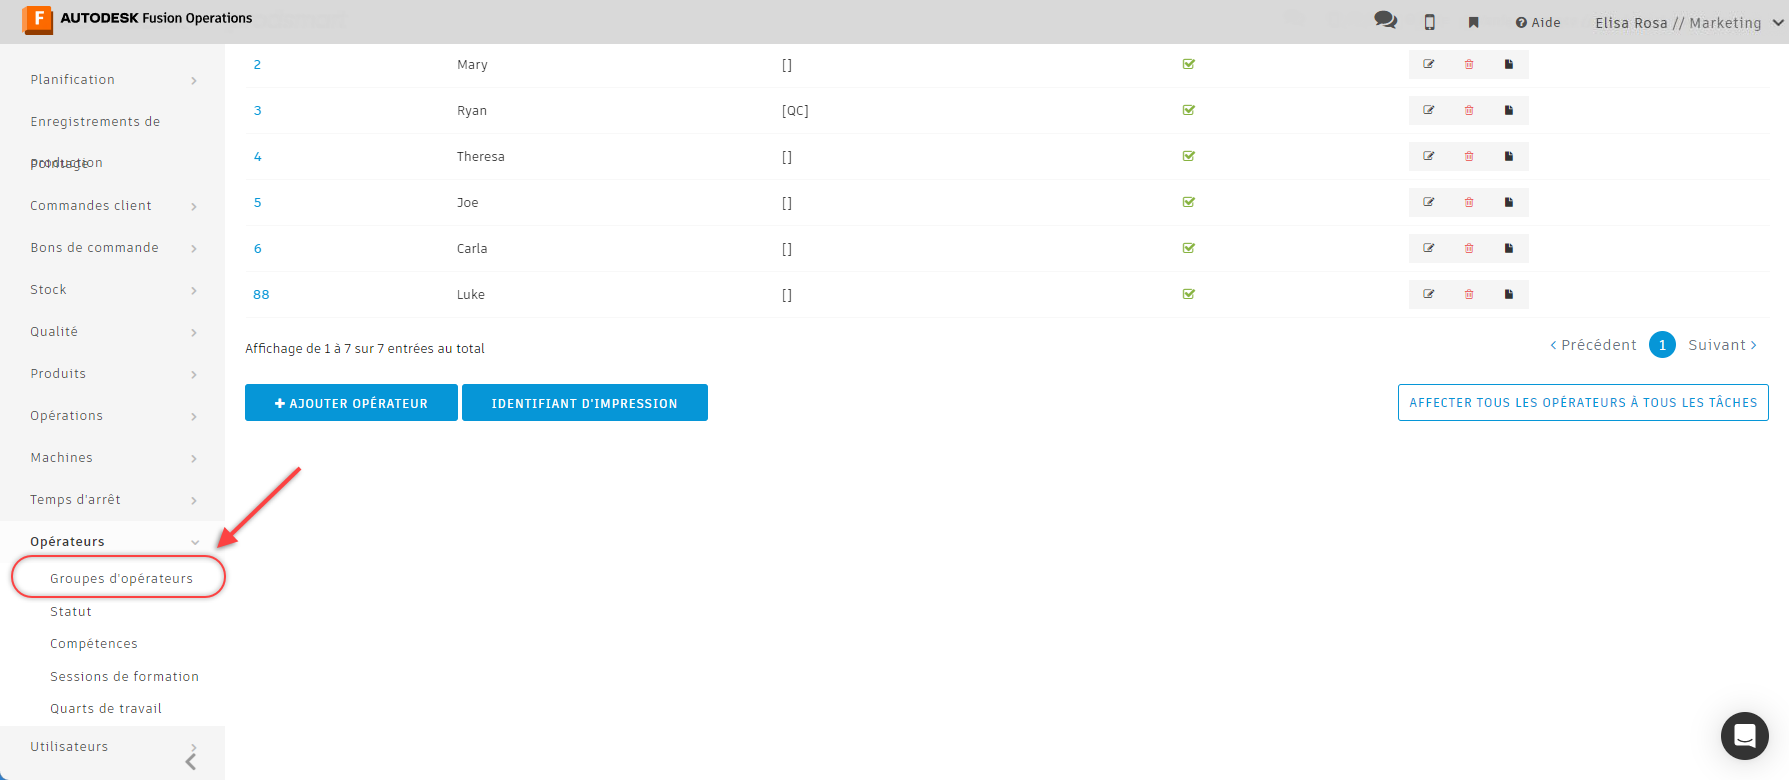 AUTODESK Fusion Operations
Aide
Elisa Rosa // Marketing
Planification
Enregistrements de
production
Pointage
Commandes client
Bons de commande
Stock
Qualité
Produits
Opérations
Machines
Temps d'arrêt
Opérateurs
Groupes d'opérateurs
Statut
Compétences
Sessions de formation
Quarts de travail
Utilisateurs
2 Mary []
3 Ryan [QC]
4 Theresa []
5 Joe []
6 Carla []
88 Luke []
Affichage de 1 à 7 sur 7 entrées au total
Précédent 1 Suivant
AJOUTER OPÉRATEUR
IDENTIFIANT D'IMPRESSION
AFFECTER TOUS LES OPÉRATEURS À TOUS LES TÂCHES